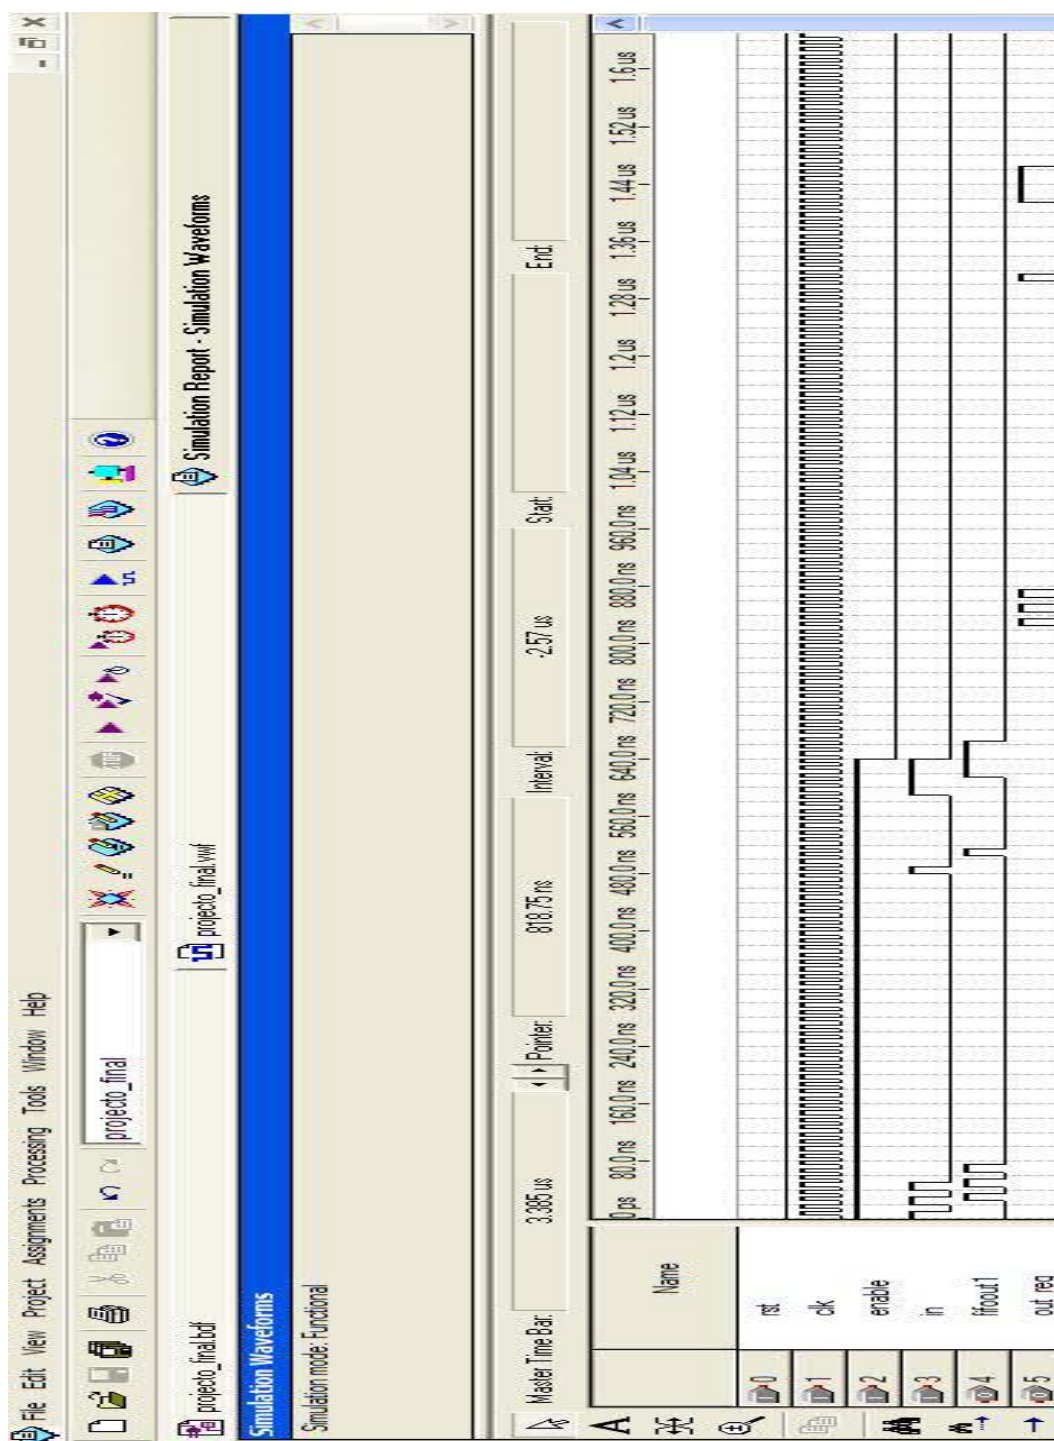 File Edit View Project Assignments Processing Tools Window Help
projecto_final
projecto_final.bdf
projecto_final.vwf
Simulation Report - Simulation Waveforms
Simulation Waveforms
Simulation mode: Functional
Master Time Bar: 3.385 us Pointer: 818.75 ns Interval: -2.57 us Start: End:
Name
0 ps 80.0 ns 160.0 ns 240.0 ns 320.0 ns 400.0 ns 480.0 ns 560.0 ns 640.0 ns 720.0 ns 800.0 ns 880.0 ns 960.0 ns 1.04 us 1.12 us 1.2 us 1.28 us 1.36 us 1.44 us 1.52 us 1.6 us
0 rst
1 clk
2 enable
3 in
4 fifoout1
5 out req